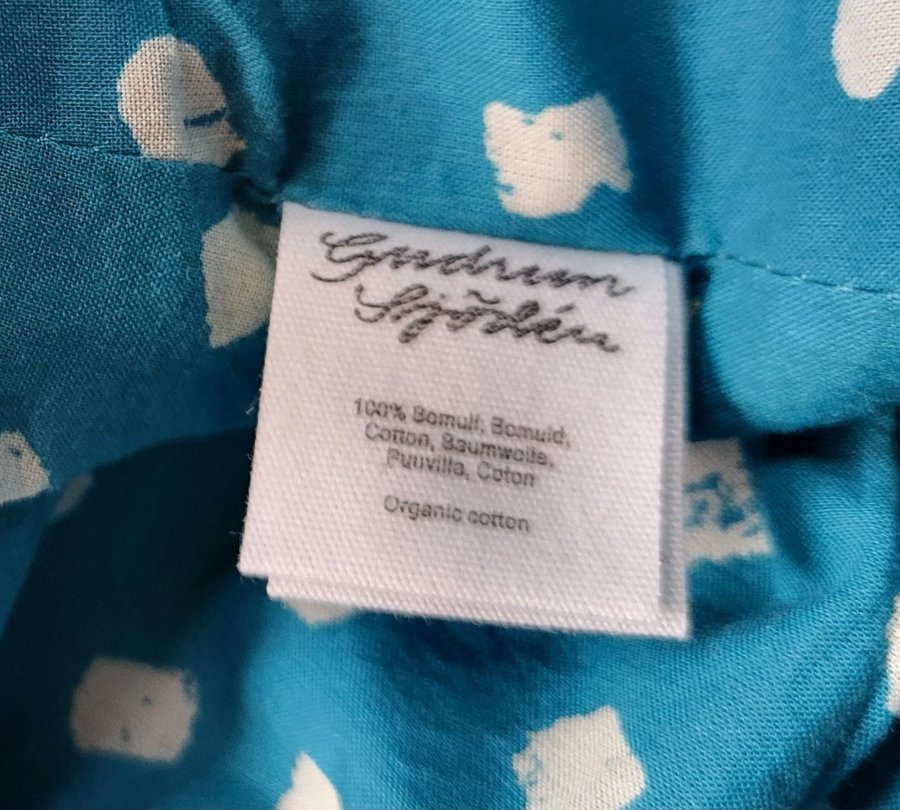 Gudrun
Sjödén
100% Bomull, Bomuld,
Cotton, Baumwolle,
Puuvilla, Coton
Organic cotton